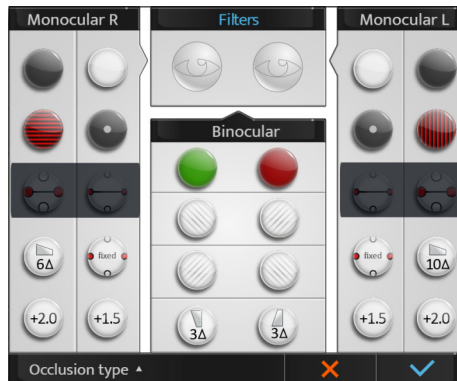 Monocular R
Filters
Monocular L
Binocular
6Δ
fixed
fixed
10Δ
+2.0
+1.5
3Δ
3Δ
+1.5
+2.0
Occlusion type